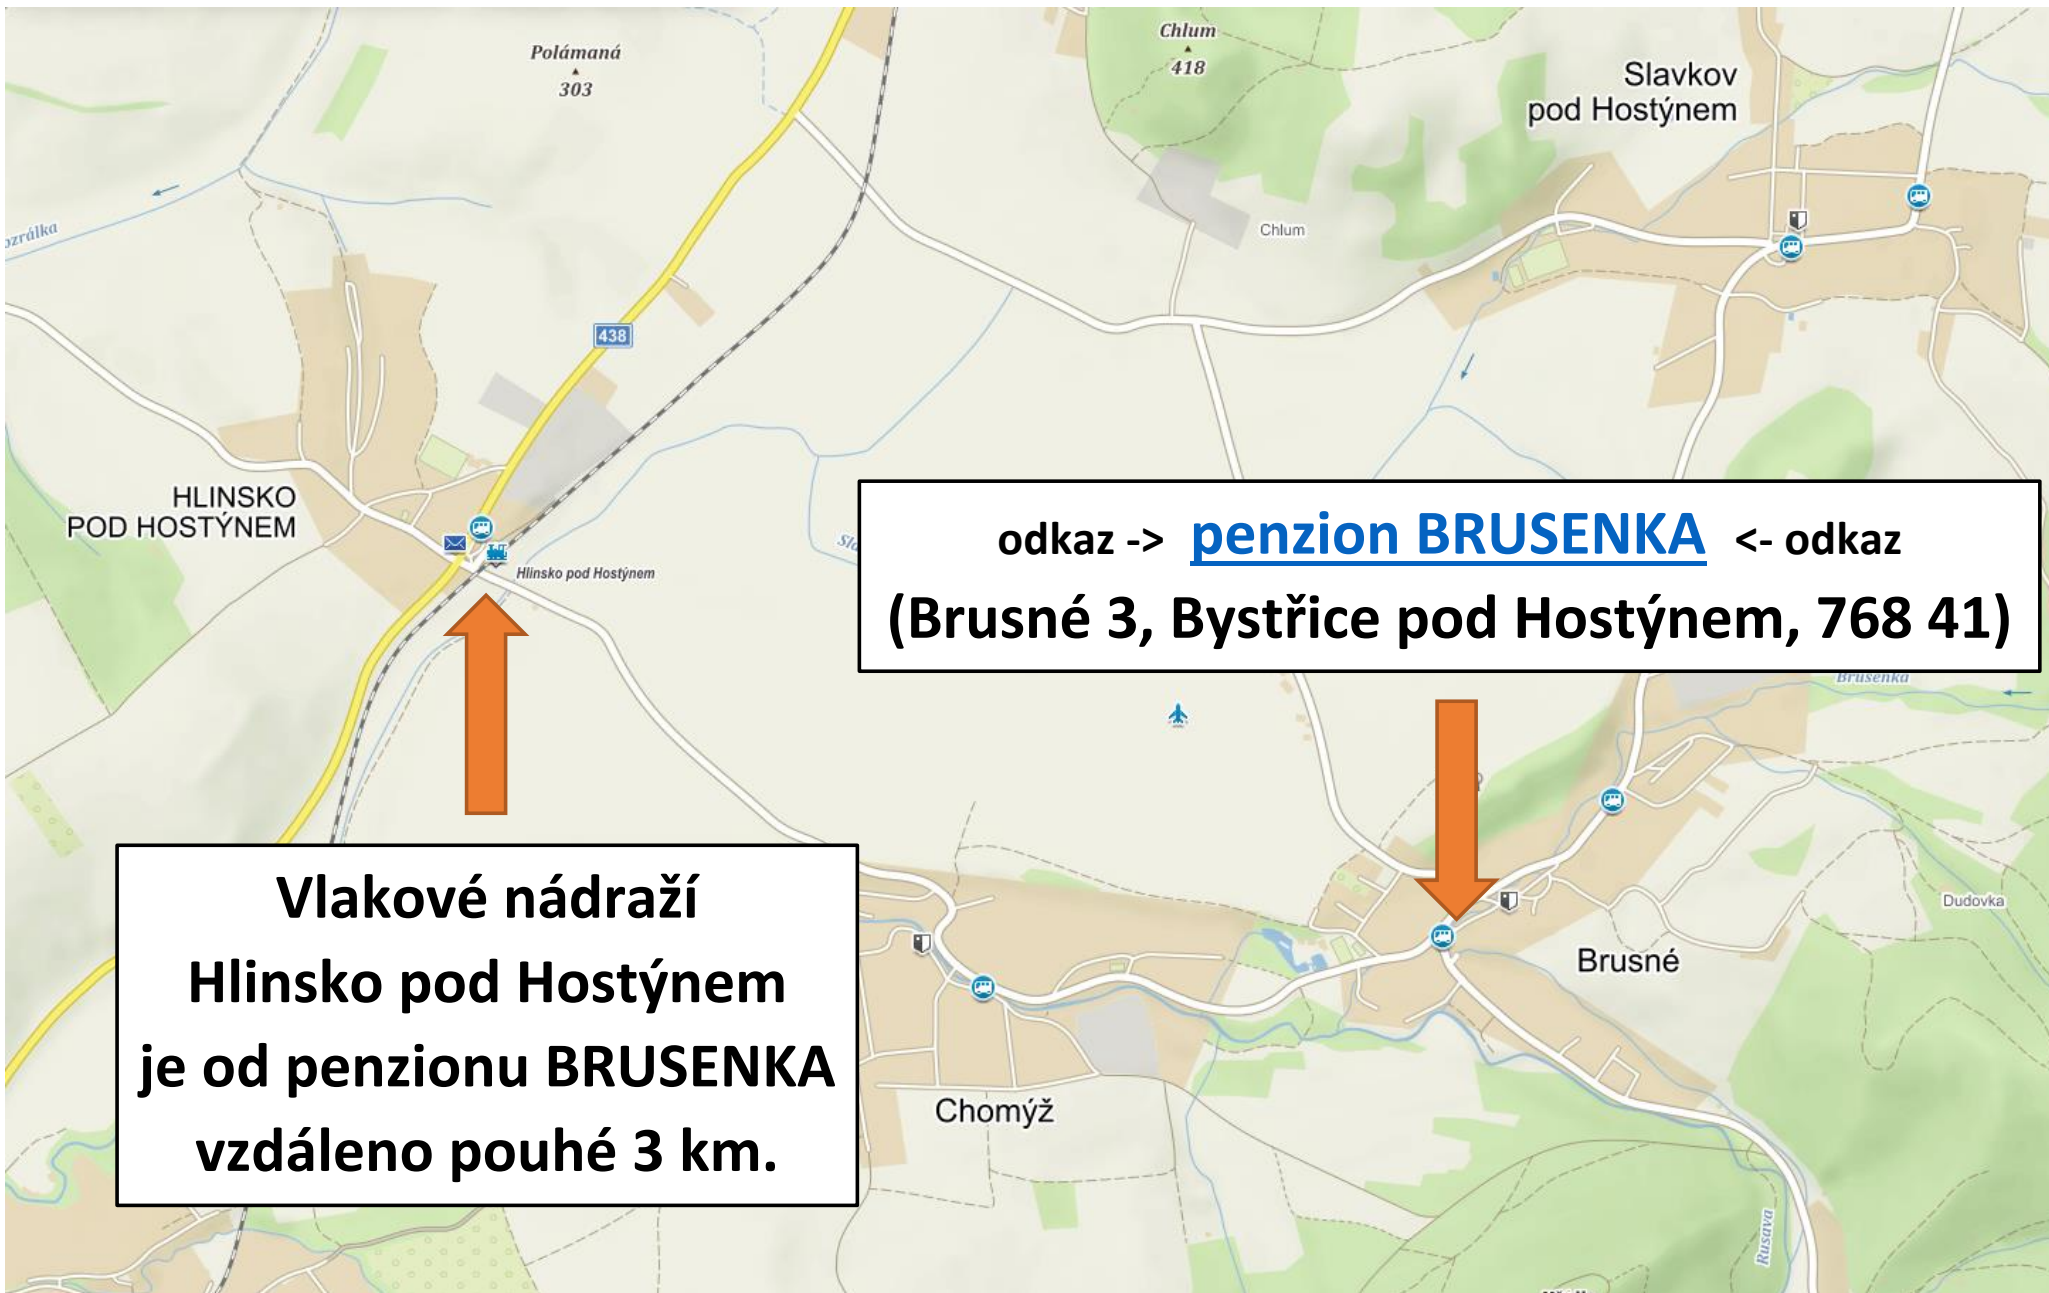 Polámaná
303
Chlum
418
Slavkov
pod Hostýnem
Chlum
438
HLINSKO
POD HOSTÝNEM
Hlinsko pod Hostýnem
odkaz -> penzion BRUSENKA <- odkaz
(Brusné 3, Bystřice pod Hostýnem, 768 41)
Brusenka
Vlakové nádraží
Hlinsko pod Hostýnem
je od penzionu BRUSENKA
vzdáleno pouhé 3 km.
Dudovka
Brusné
Chomýž
Rusava